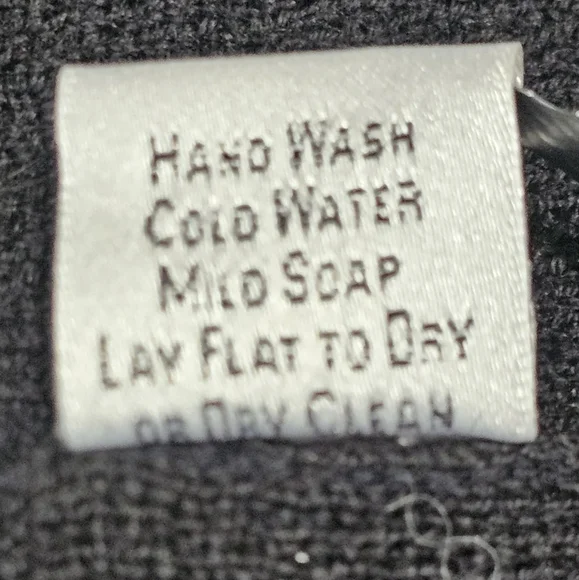 HAND WASH
COLD WATER
MILD SOAP
LAY FLAT TO DRY
OR DRY CLEAN